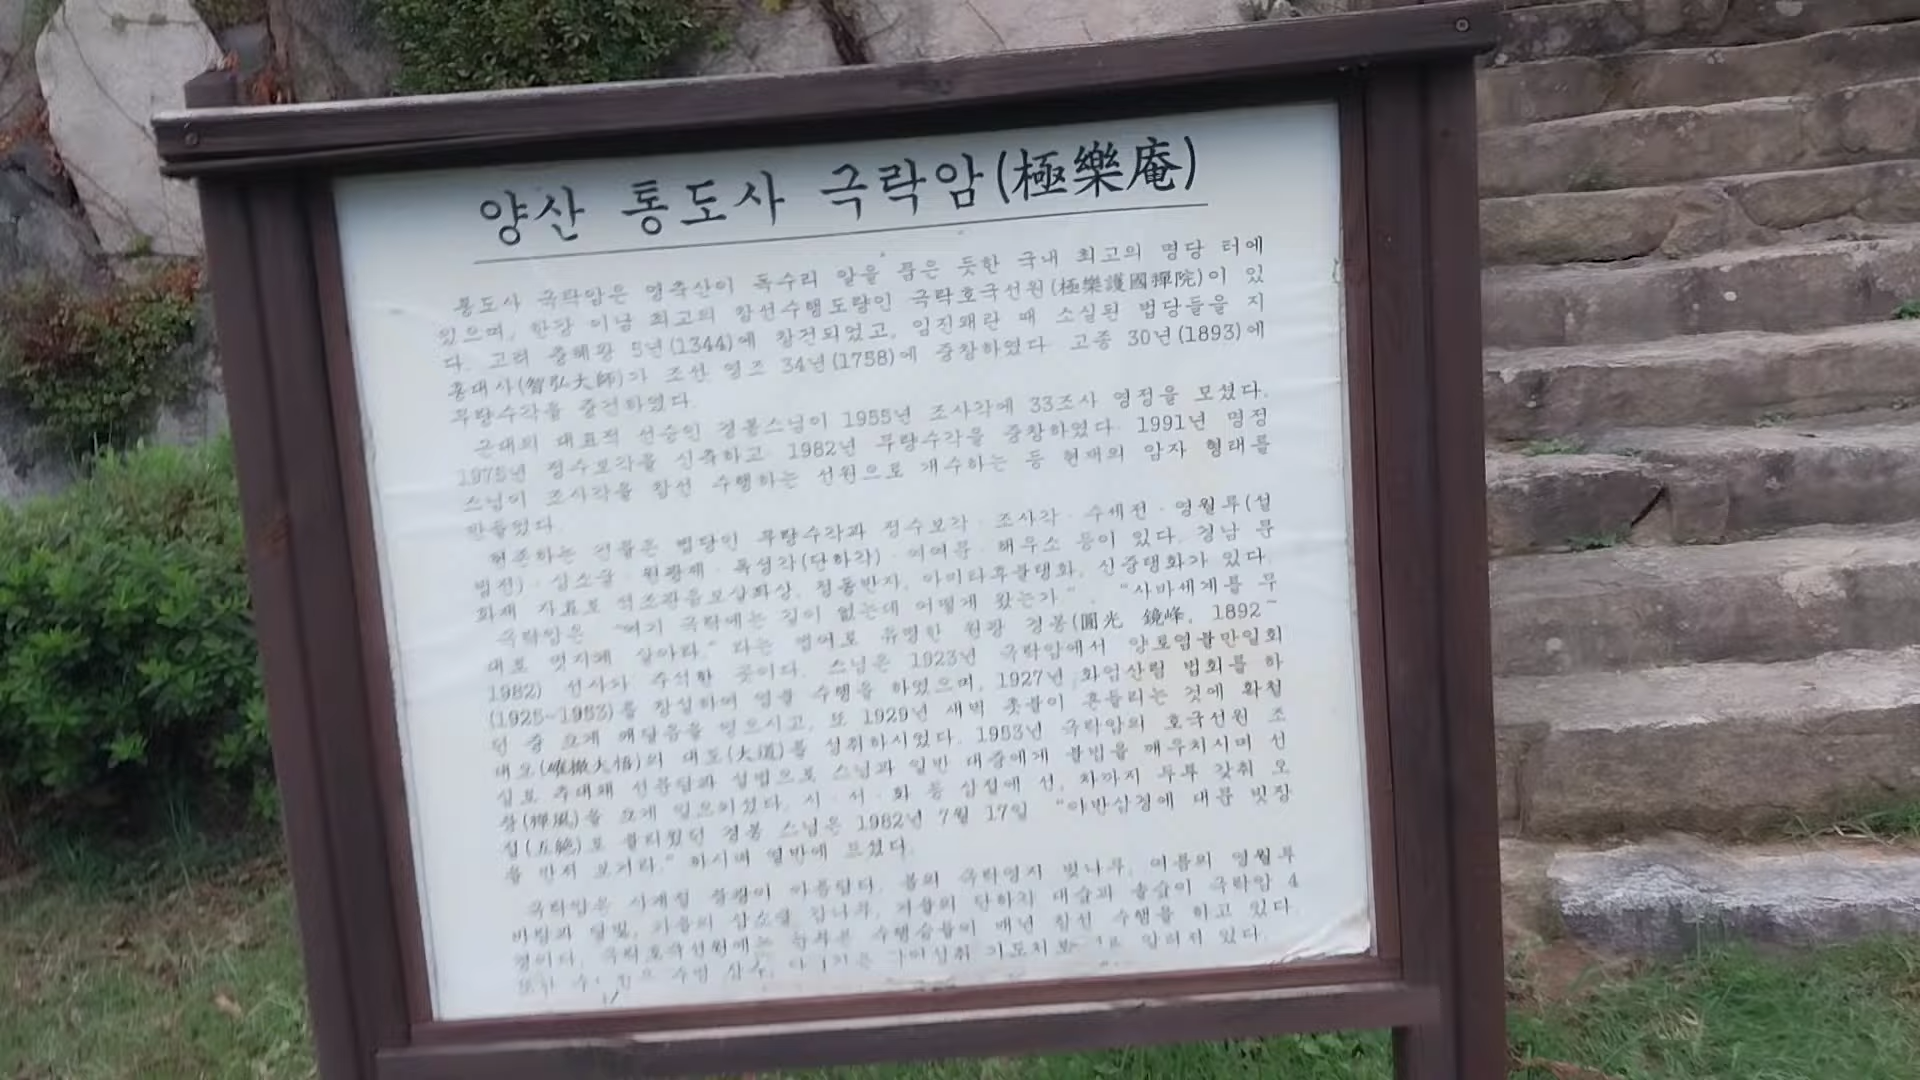 양산 통도사 극락암(極樂庵)
통도사 극락암은 영축산이 독수리 알을 품은 듯한 국내 최고의 명당 터에
있으며, 한강 이남 최고의 참선수행도량인 극락호국선원(極樂護國禪院)이 있
다. 고려 충혜왕 5년(1344)에 창건되었고, 임진왜란 때 소실된 법당들을 지
홍대사(智弘大師)가 조선 영조 34년(1758)에 중창하였다. 고종 30년(1893)에
무량수각을 중건하였다.
근대의 대표적 선승인 경봉스님이 1955년 조사각에 33조사 영정을 모셨다.
1975년 정수보각을 신축하고 1982년 무량수각을 중창하였다. 1991년 명정
스님이 조사각을 참선 수행하는 선원으로 개수하는 등 현재의 암자 형태를
만들었다.
현존하는 건물은 법당인 무량수각과 정수보각·조사각·수세전·영월루(설
법전)·삼소굴·원광재·독성각(단하각)·여여문·해우소 등이 있다. 경남 문
화재 자료로 석조관음보살좌상, 청동반자, 아미타후불탱화, 신중탱화가 있다.
극락암은 "여기 극락에는 길이 없는데 어떻게 왔는가", "사바세계를 무
대로 멋지게 살아라." 라는 법어로 유명한 원광 경봉(圓光 鏡峰, 1892~
1982) 선사가 주석한 곳이다. 스님은 1923년 극락암에서 양로염불만일회
(1925~1953)를 창설하여 염불 수행을 하였으며, 1927년 화엄산림 법회를 하
던 중 크게 깨달음을 얻으시고, 또 1929년 새벽 촛불이 흔들리는 것에 확철
대오(確撤大悟)의 대도(大道)를 성취하시었다. 1953년 극락암의 호국선원 조
실로 추대돼 선문답과 설법으로 스님과 일반 대중에게 불법을 깨우치시며 선
풍(禪風)을 크게 일으키셨다. 시·서·화 등 삼절에 선, 차까지 두루 갖춰 오
절(五絶)로 불리웠던 경봉 스님은 1982년 7월 17일 "야반삼경에 대문 빗장
을 만져 보거라." 하시며 열반에 드셨다.
극락암은 사계절 풍광이 아름답다. 봄의 극락영지 벚나무, 여름의 영월루
바람과 달빛, 가을의 삼소굴 감나무, 겨울의 단하각 대숲과 솔숲이 극락암 4
경이다. 극락호국선원에는 수행승들이 매년 참선 수행을 하고 있다.
또한 기도처로 알려져 있다.